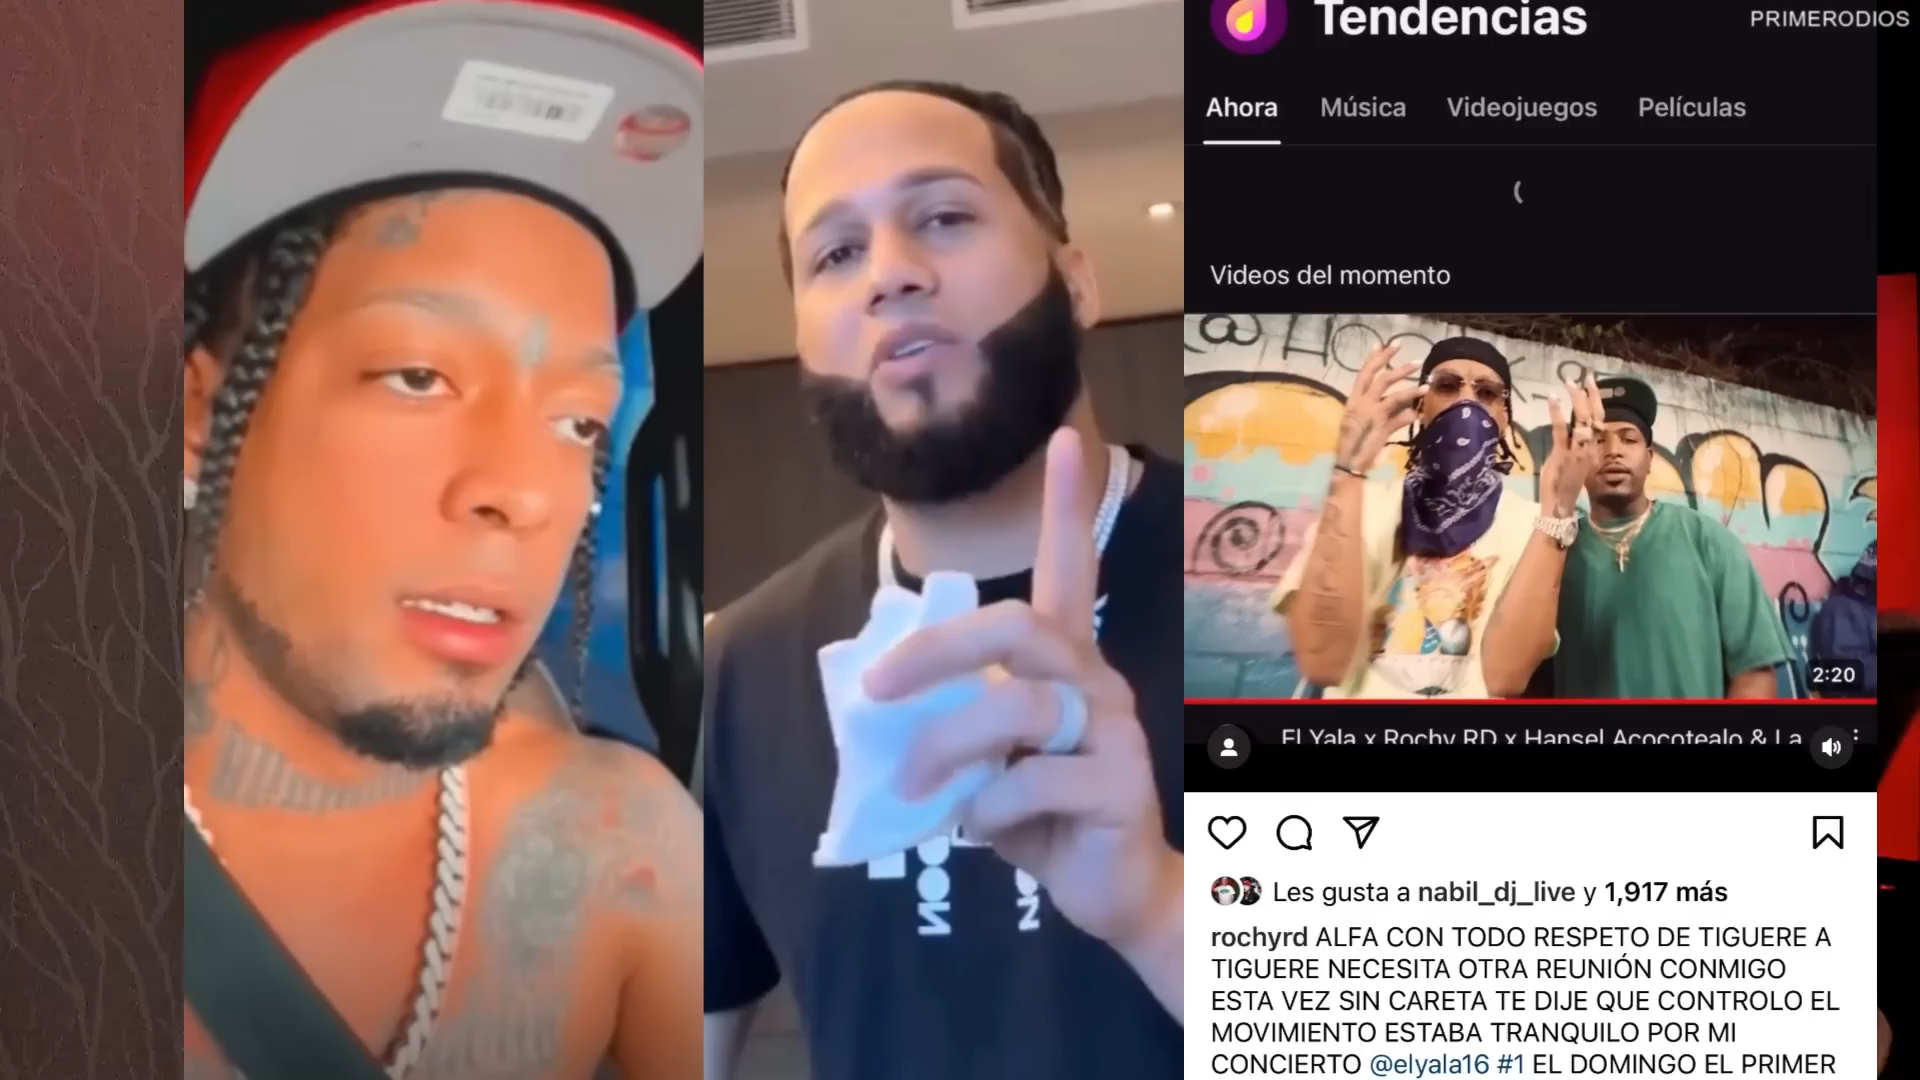 Tendencias
PRIMERODIOS
Ahora Música Videojuegos Películas
Videos del momento
2:20
El Yala x Rochy RD x Hansel Acocotealo & La
Les gusta a nabil_dj_live y 1,917 más
rochyrd ALFA CON TODO RESPETO DE TIGUERE A
TIGUERE NECESITA OTRA REUNIÓN CONMIGO
ESTA VEZ SIN CARETA TE DIJE QUE CONTROLO EL
MOVIMIENTO ESTABA TRANQUILO POR MI
CONCIERTO @elyala16 #1 EL DOMINGO EL PRIMER